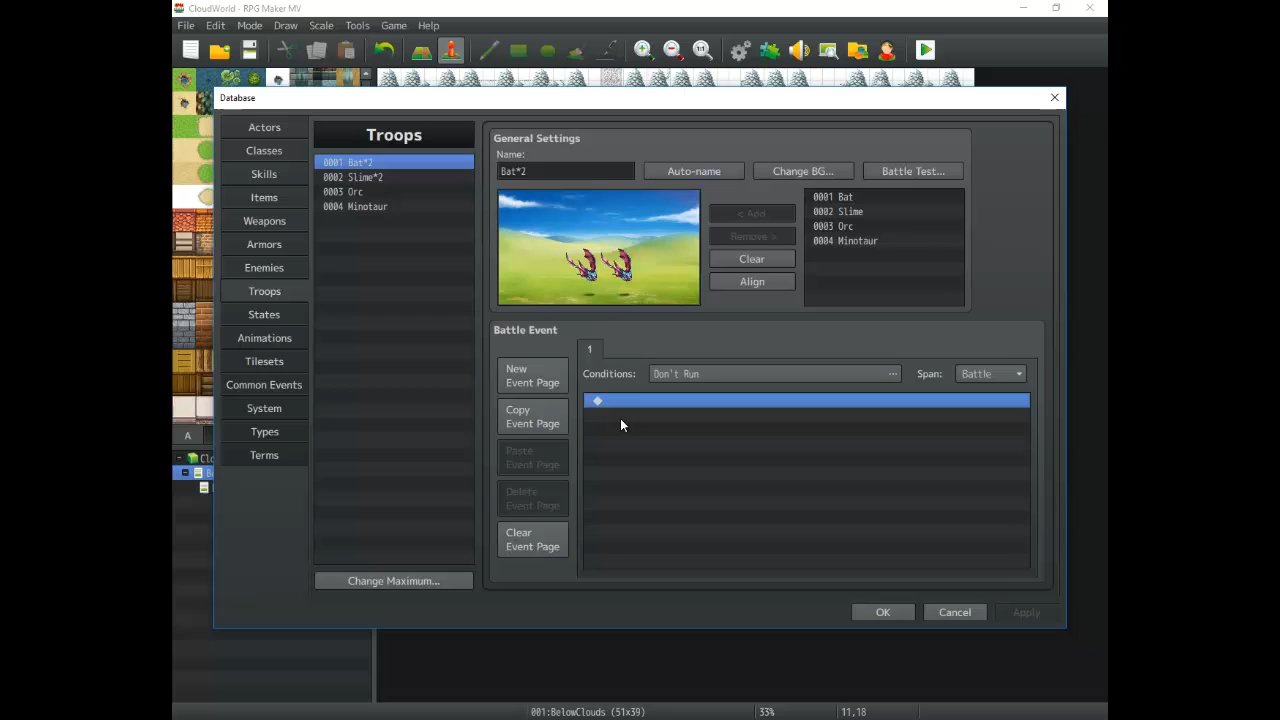 CloudWorld - RPG Maker MV
File Edit Mode Draw Scale Tools Game Help
1:1
Database
Actors
Classes
Skills
Items
Weapons
Armors
Enemies
Troops
States
Animations
Tilesets
Common Events
System
Types
Terms
Troops
0001 Bat*2
0002 Slime*2
0003 Orc
0004 Minotaur
Change Maximum...
General Settings
Name:
Bat*2
Auto-name
Change BG...
Battle Test...
< Add
Remove >
Clear
Align
0001 Bat
0002 Slime
0003 Orc
0004 Minotaur
Battle Event
1
New
Event Page
Copy
Event Page
Paste
Event Page
Delete
Event Page
Clear
Event Page
Conditions: Don't Run ...
Span: Battle
OK
Cancel
Apply
A
001:BelowClouds (51x39)
33%
11,18